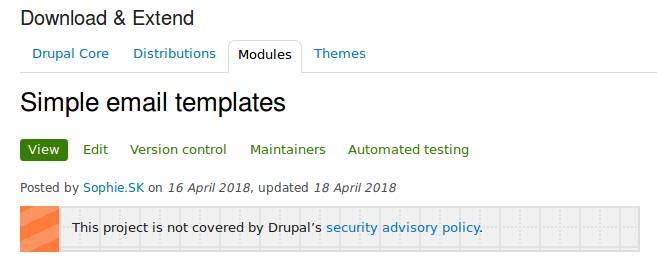 Download & Extend
Drupal Core Distributions Modules Themes
Simple email templates
View Edit Version control Maintainers Automated testing
Posted by Sophie.SK on 16 April 2018, updated 18 April 2018
This project is not covered by Drupal’s security advisory policy.